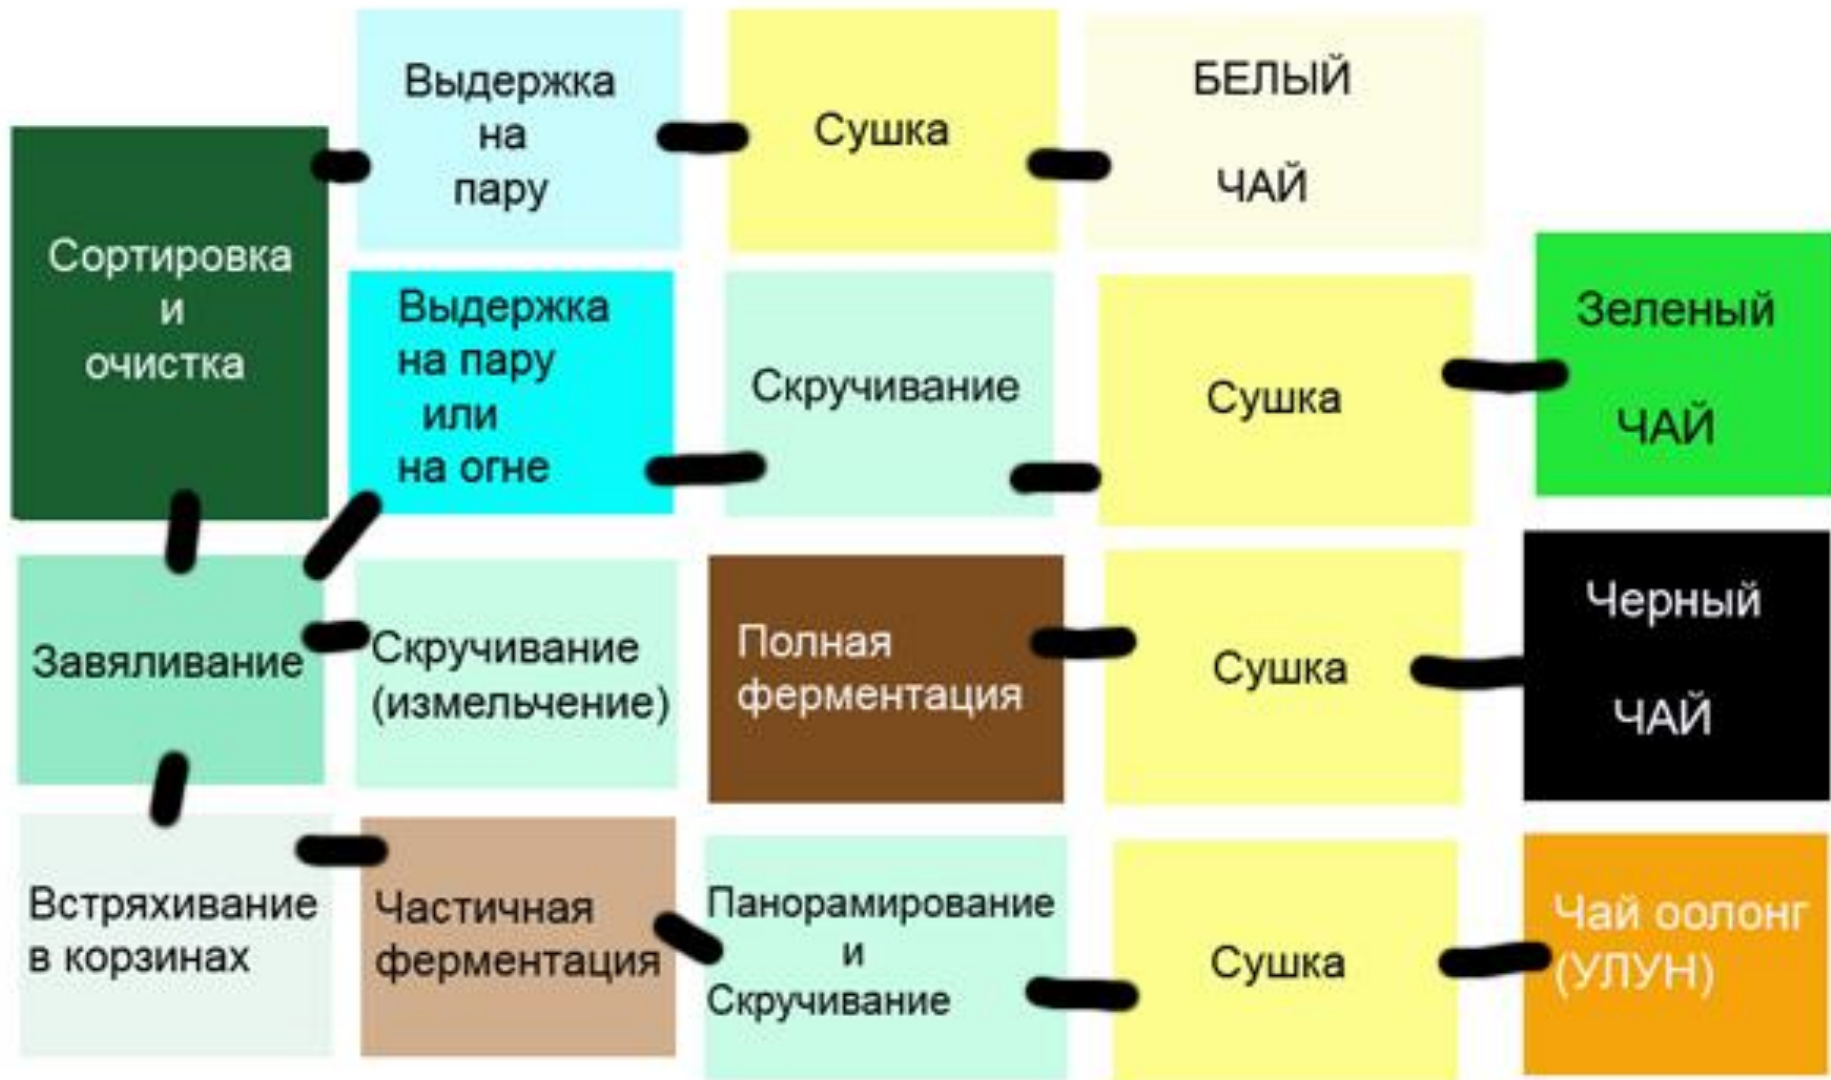 Выдержка
на
пару
Сушка
БЕЛЫЙ
ЧАЙ
Сортировка
и
очистка
Выдержка
на пару
или
на огне
Скручивание
Сушка
Зеленый
ЧАЙ
Завяливание
Скручивание
(измельчение)
Полная
ферментация
Сушка
Черный
ЧАЙ
Встряхивание
в корзинах
Частичная
ферментация
Панорамирование
и
Скручивание
Сушка
Чай оолонг
(УЛУН)